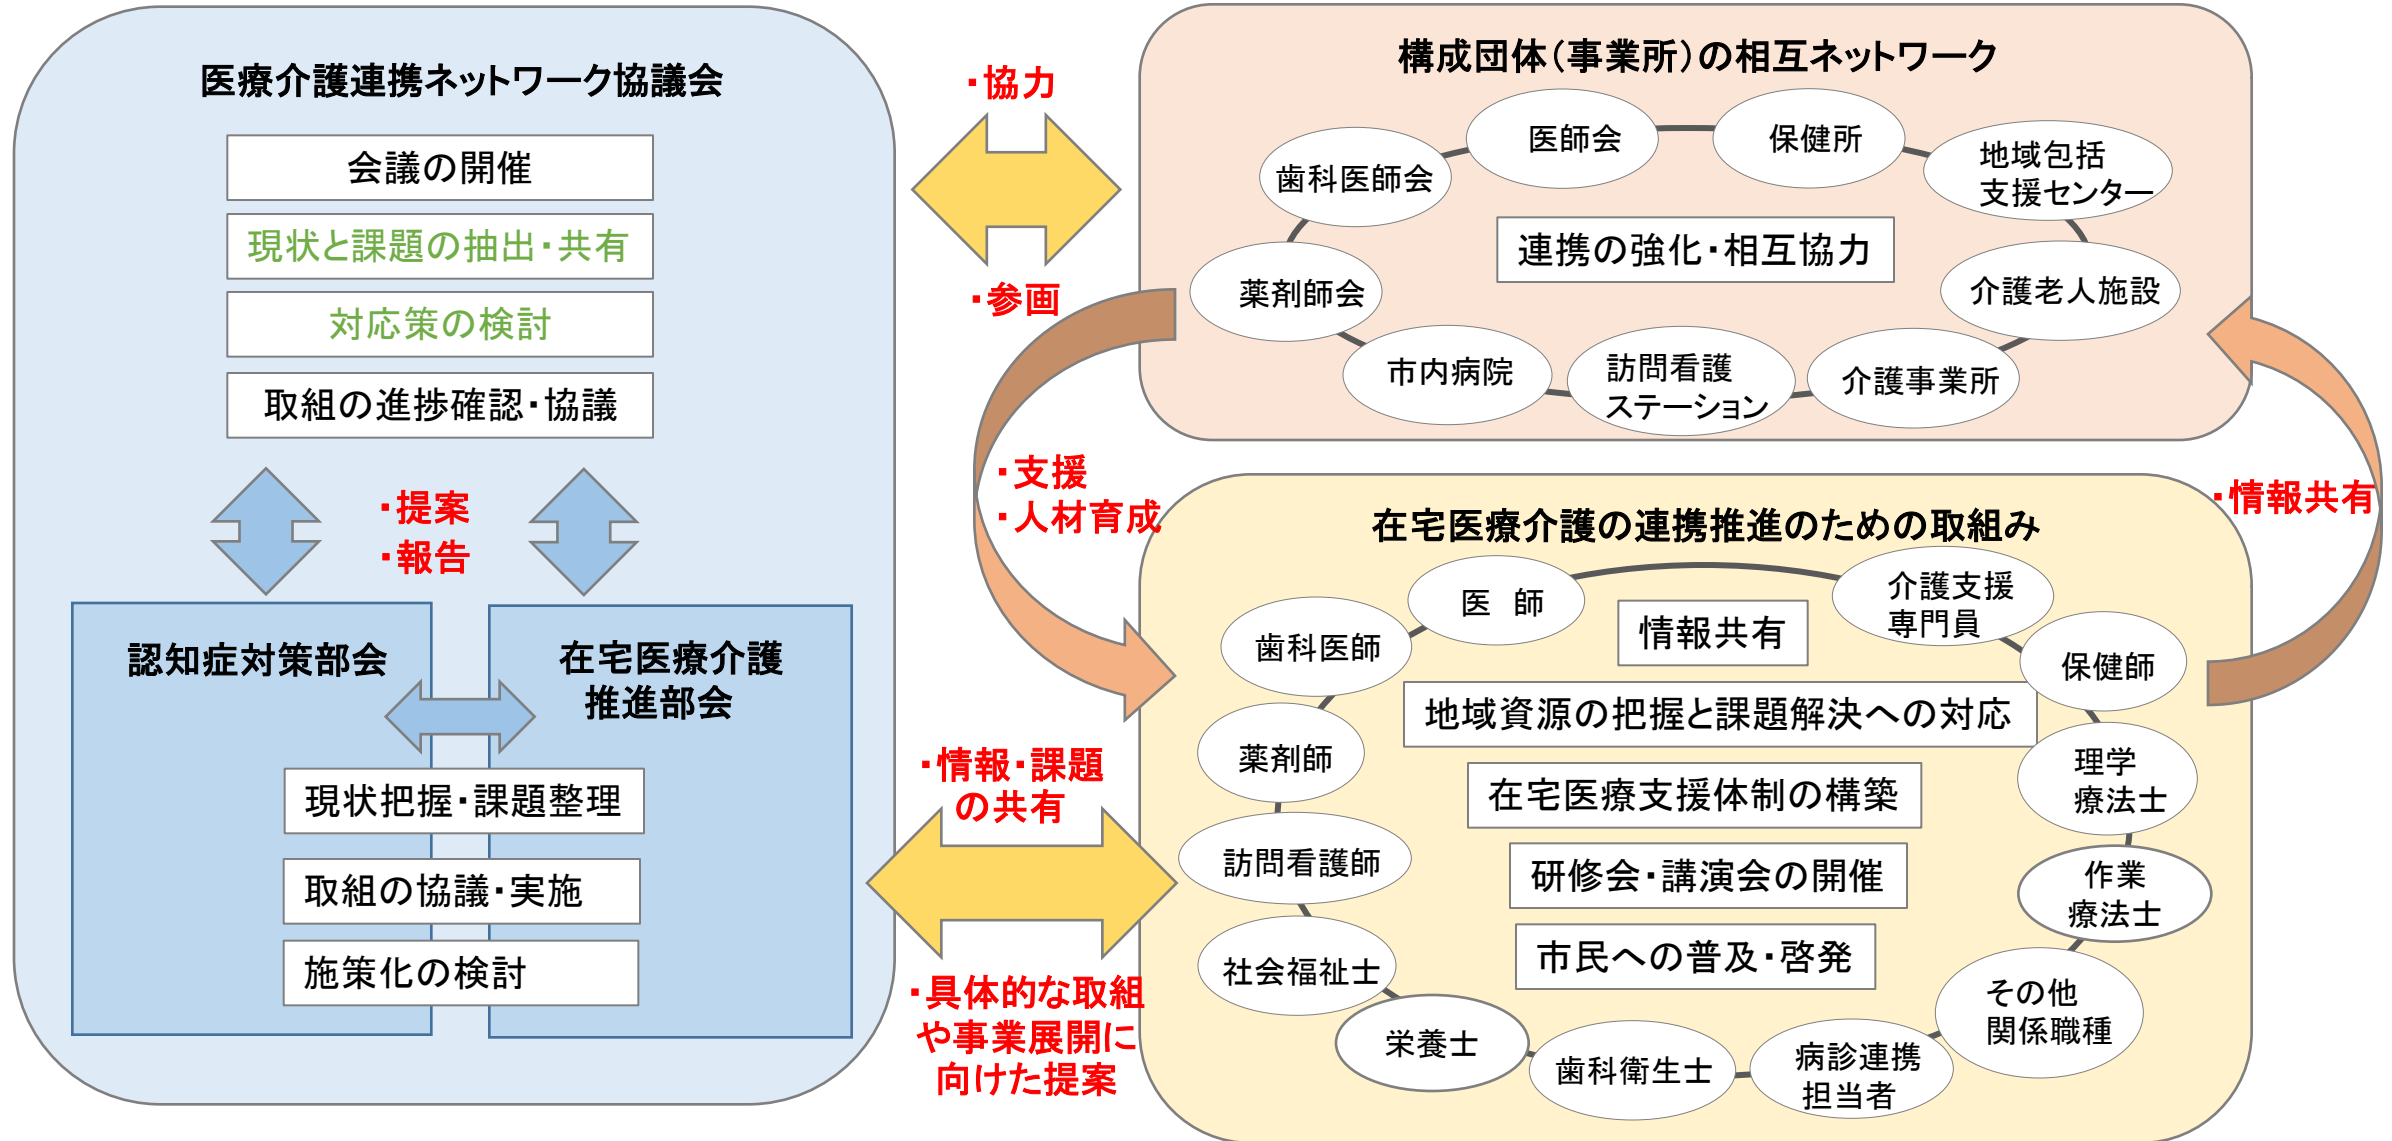 医療介護連携ネットワーク協議会
会議の開催
現状と課題の抽出・共有
対応策の検討
取組の進捗確認・協議
・提案
・報告
認知症対策部会
在宅医療介護
推進部会
現状把握・課題整理
取組の協議・実施
施策化の検討
・協力
・参画
・支援
・人材育成
・情報・課題
の共有
・具体的な取組
や事業展開に
向けた提案
構成団体(事業所)の相互ネットワーク
医師会
保健所
歯科医師会
地域包括
支援センター
連携の強化・相互協力
薬剤師会
介護老人施設
市内病院
訪問看護
ステーション
介護事業所
・情報共有
在宅医療介護の連携推進のための取組み
医　師
介護支援
専門員
情報共有
歯科医師
保健師
地域資源の把握と課題解決への対応
薬剤師
理学
療法士
在宅医療支援体制の構築
訪問看護師
研修会・講演会の開催
作業
療法士
市民への普及・啓発
社会福祉士
その他
関係職種
栄養士
歯科衛生士
病診連携
担当者